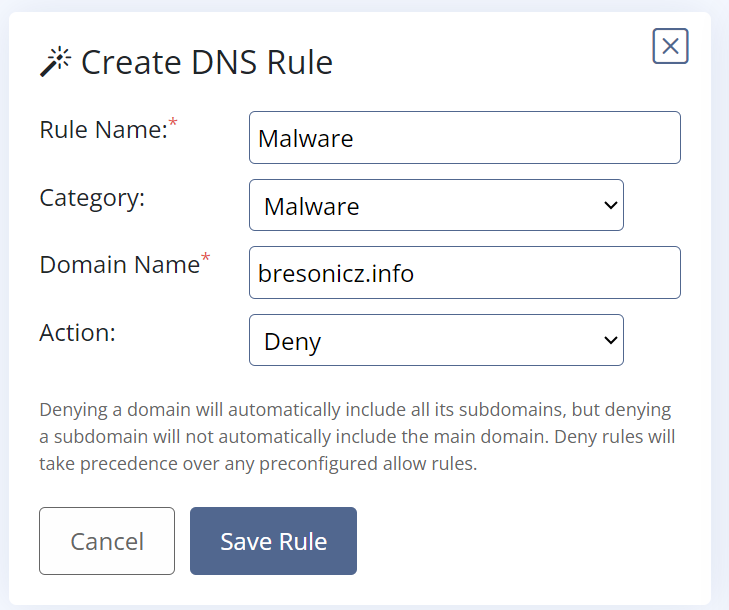 Create DNS Rule
Rule Name:*
Malware
Category:
Malware
Domain Name*
bresonicz.info
Action:
Deny
Denying a domain will automatically include all its subdomains, but denying
a subdomain will not automatically include the main domain. Deny rules will
take precedence over any preconfigured allow rules.
Cancel
Save Rule